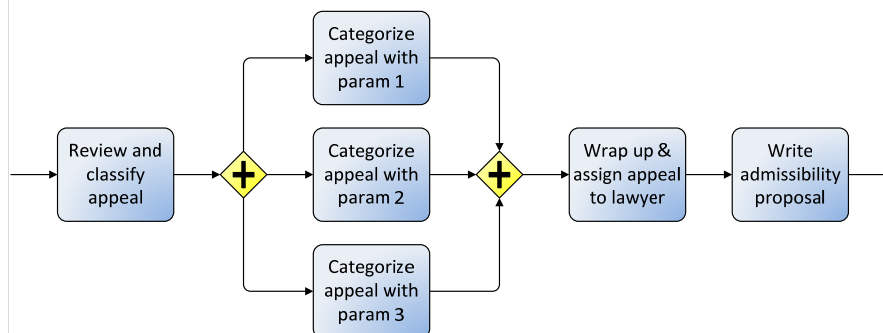 Categorize
appeal with
param 1
Review and
classify
appeal
Categorize
appeal with
param 2
Wrap up &
assign appeal
to lawyer
Write
admissibility
proposal
Categorize
appeal with
param 3